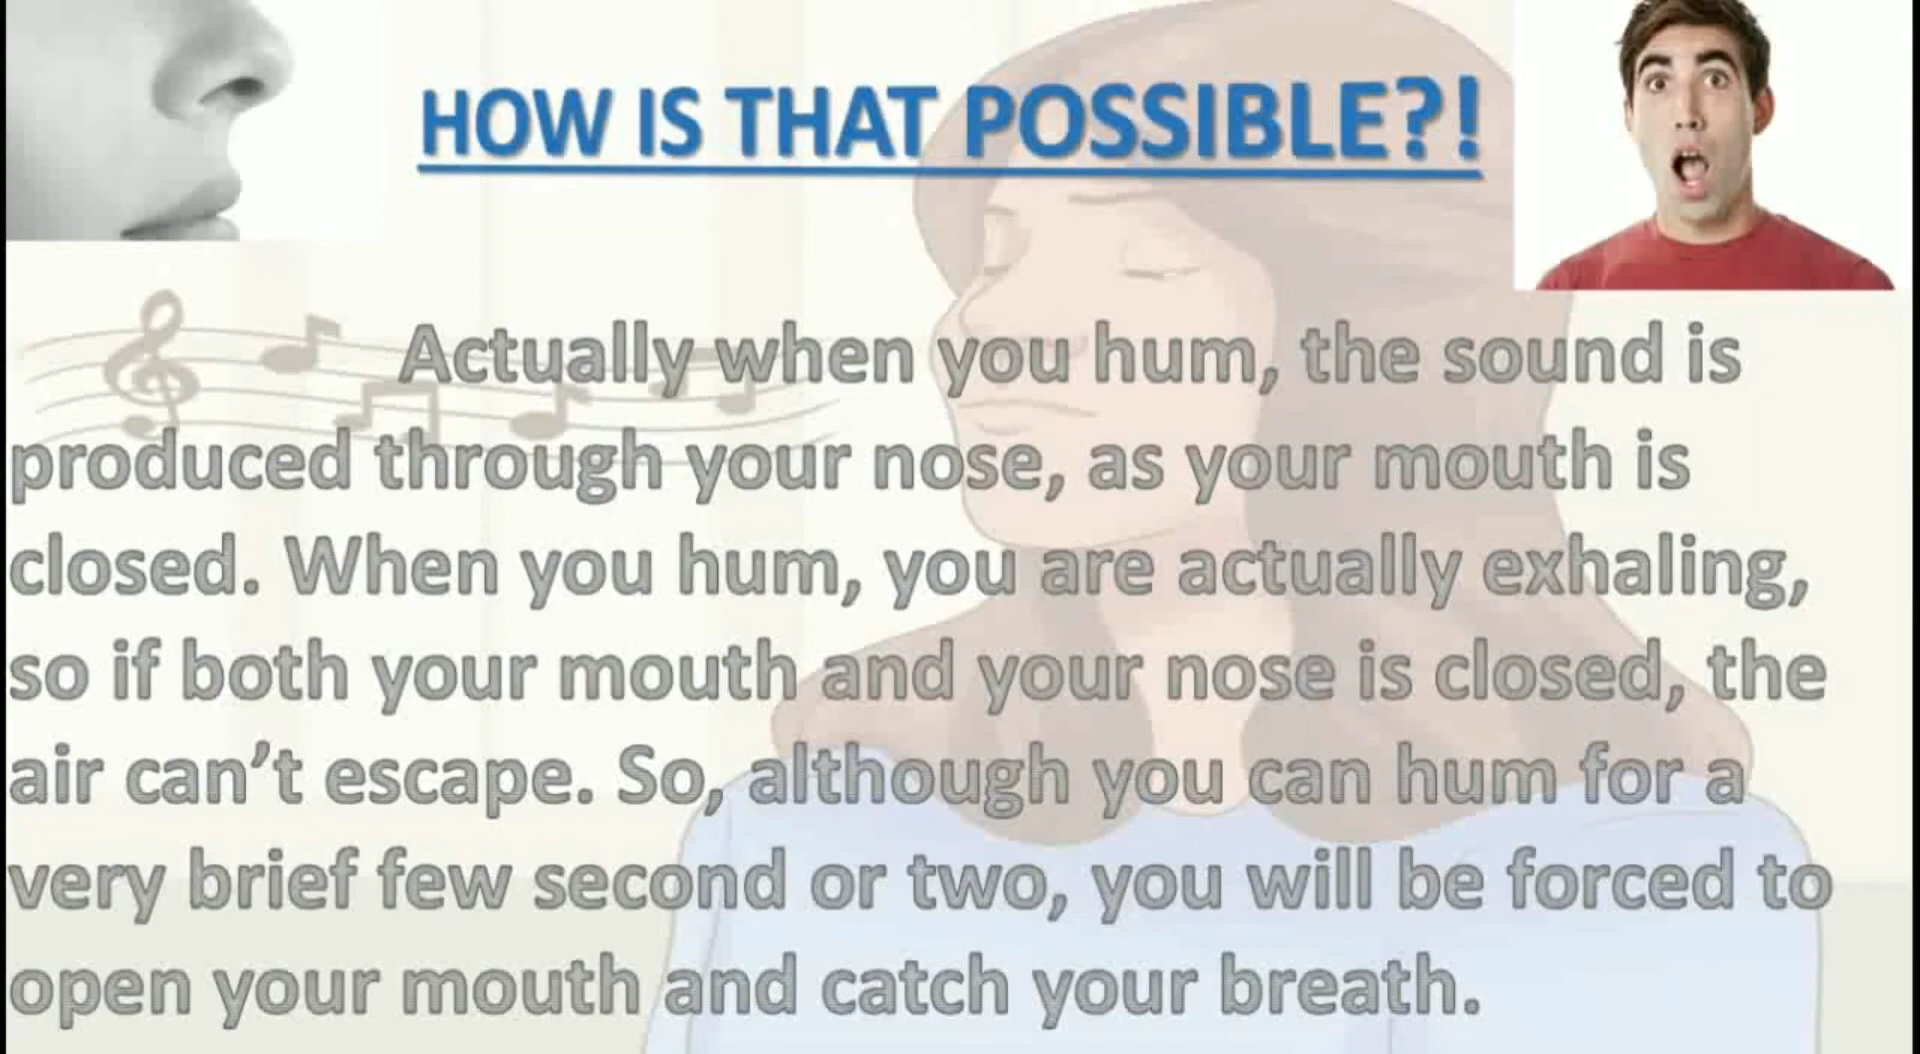 HOW IS THAT POSSIBLE?!
Actually when you hum, the sound is
produced through your nose, as your mouth is
closed. When you hum, you are actually exhaling,
so if both your mouth and your nose is closed, the
air can’t escape. So, although you can hum for a
very brief few second or two, you will be forced to
open your mouth and catch your breath.